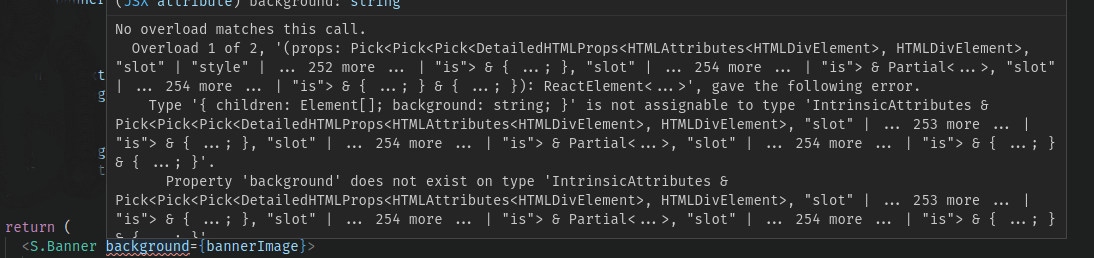 (JSX attribute) background: string
No overload matches this call.
Overload 1 of 2, '(props: Pick<Pick<Pick<DetailedHTMLProps<HTMLAttributes<HTMLDivElement>, HTMLDivElement>,
"slot" | "style" | ... 252 more ... | "is"> & { ...; }, "slot" | ... 254 more ... | "is"> & Partial<...>, "slot"
| ... 254 more ... | "is"> & { ...; } & { ...; }): ReactElement<...>', gave the following error.
Type '{ children: Element[]; background: string; }' is not assignable to type 'IntrinsicAttributes &
Pick<Pick<Pick<DetailedHTMLProps<HTMLAttributes<HTMLDivElement>, HTMLDivElement>, "slot" | ... 253 more ... |
"is"> & { ...; }, "slot" | ... 254 more ... | "is"> & Partial<...>, "slot" | ... 254 more ... | "is"> & { ...; }
& { ...; }'.
Property 'background' does not exist on type 'IntrinsicAttributes &
Pick<Pick<Pick<DetailedHTMLProps<HTMLAttributes<HTMLDivElement>, HTMLDivElement>, "slot" | ... 253 more ... |
"is"> & { ...; }, "slot" | ... 254 more ... | "is"> & Partial<...>, "slot" | ... 254 more ... | "is"> & { ...; }
& { ...; }'
return (
<S.Banner background={bannerImage}>